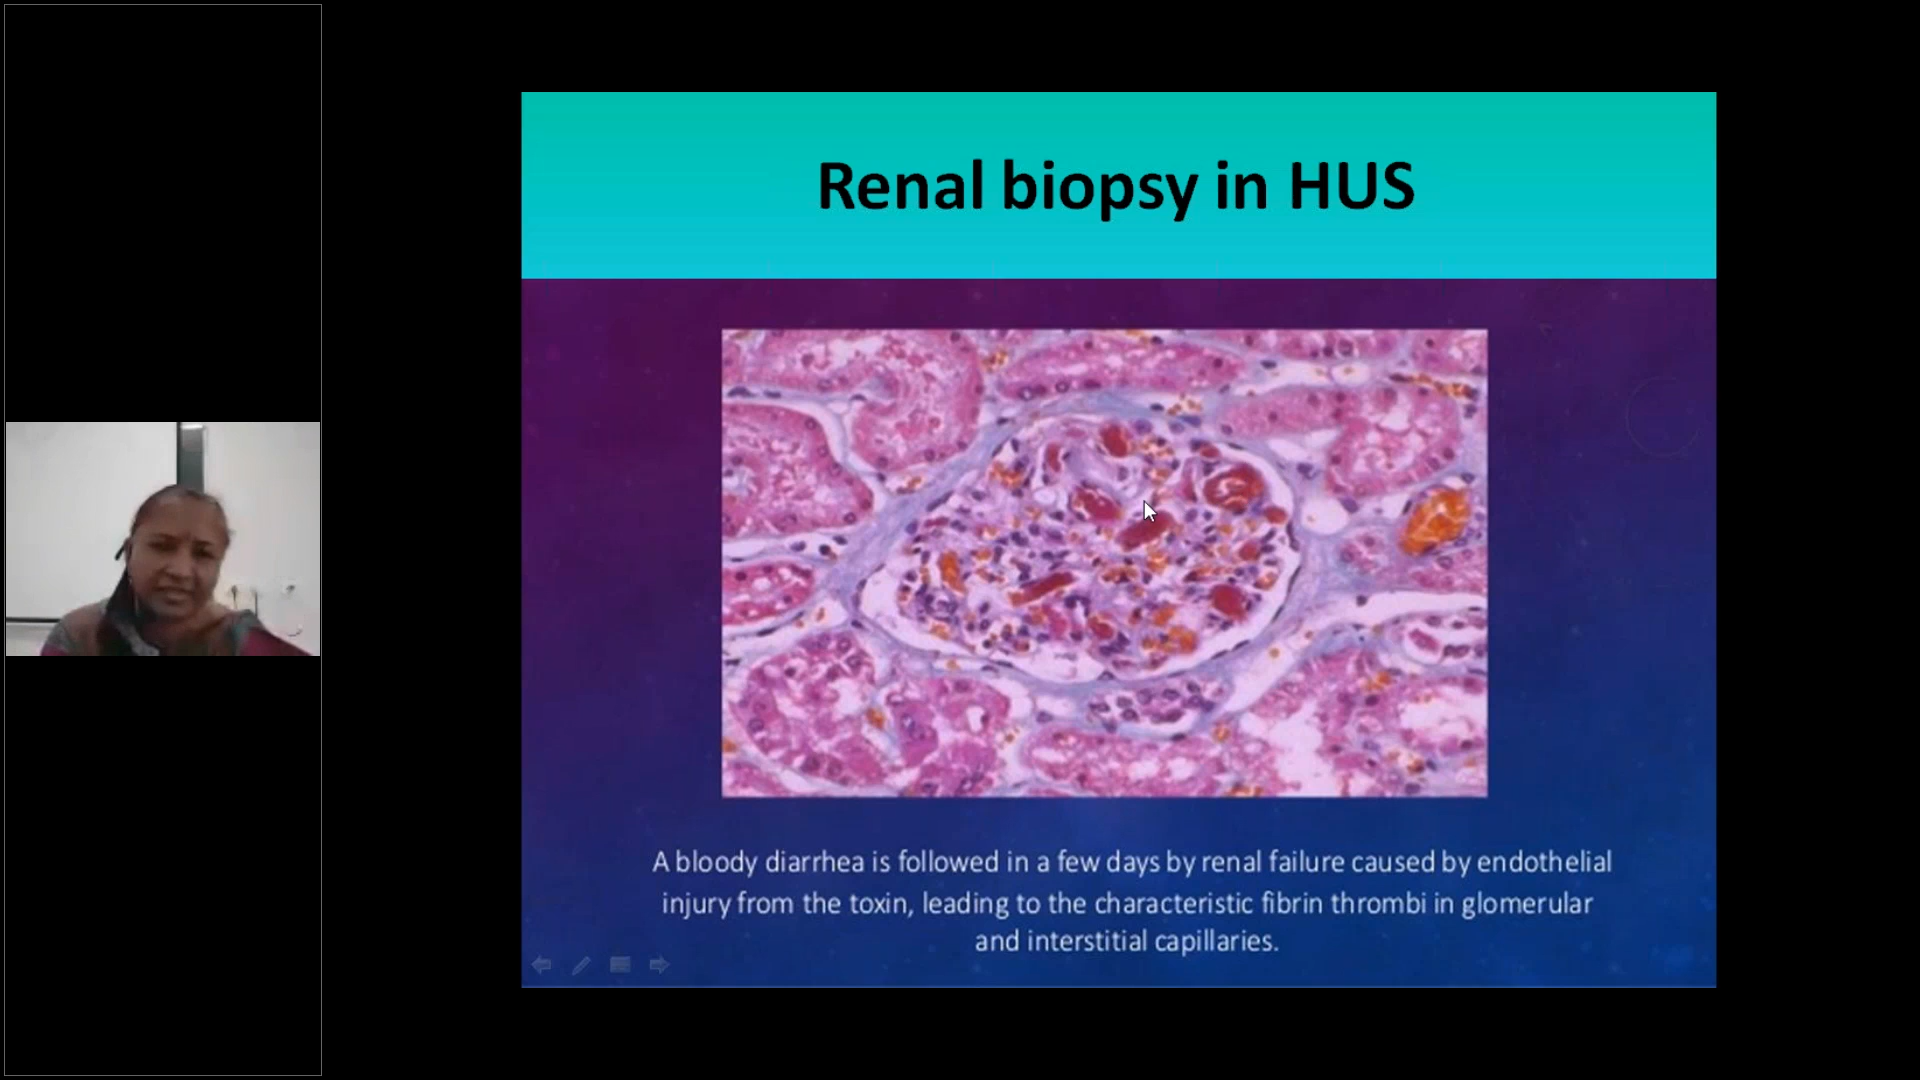 Renal biopsy in HUS
A bloody diarrhea is followed in a few days by renal failure caused by endothelial
injury from the toxin, leading to the characteristic fibrin thrombi in glomerular
and interstitial capillaries.